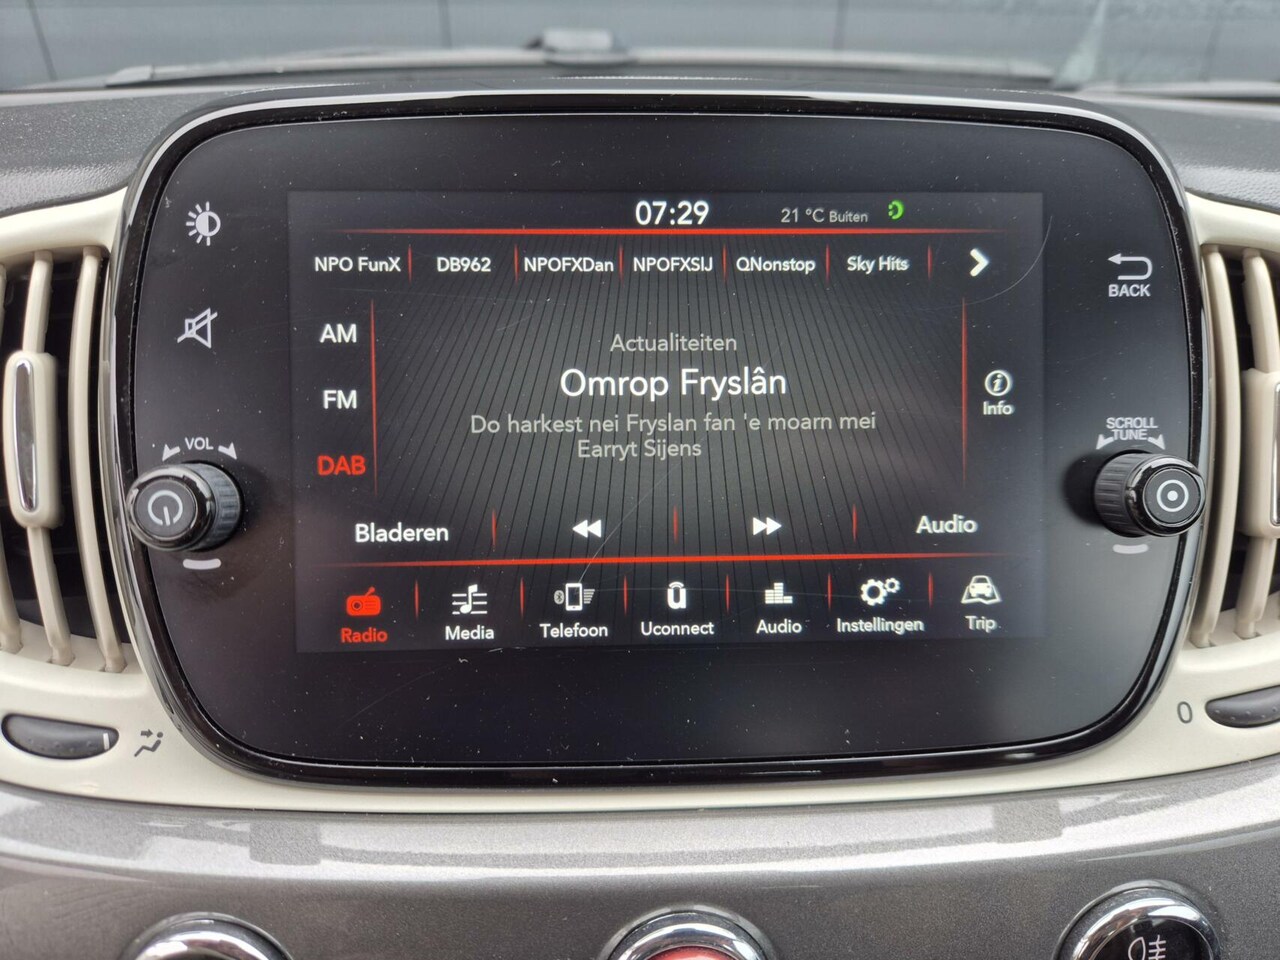 07:29 21 °C Buiten
NPO FunX DB962 NPOFXDan NPOFXSIJ QNonstop Sky Hits
BACK
AM
FM
DAB
Actualiteiten
Omrop Fryslân
Do harkest nei Fryslan fan 'e moarn mei
Earryt Sijens
Info
VOL
SCROLL
TUNE
Bladeren Audio
Radio Media Telefoon Uconnect Audio Instellingen Trip
0